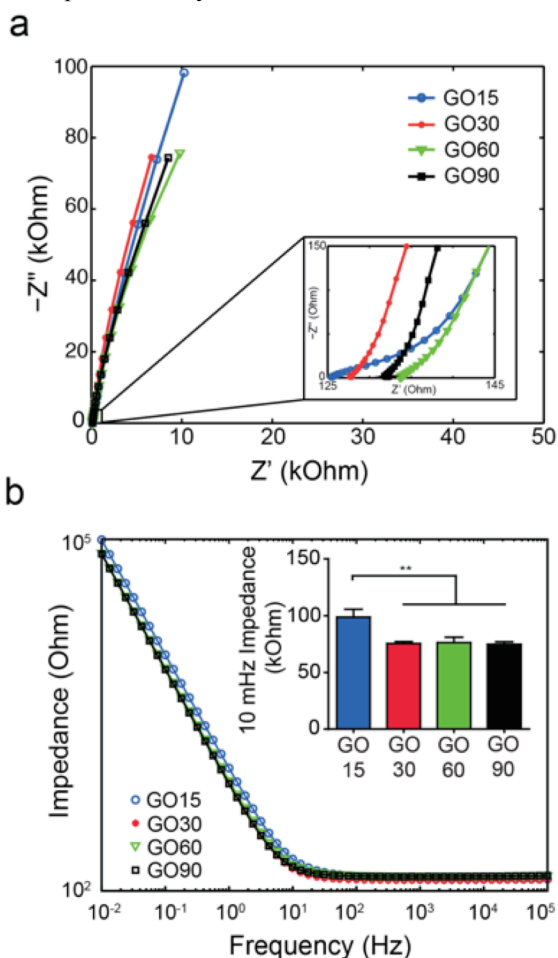 a
100
80
60
40
20
0
−Z'' (kOhm)
GO15
GO30
GO60
GO90
150
−Z'' (Ohm)
0
125
145
Z' (Ohm)
0
10
20
30
40
50
Z' (kOhm)
b
10⁵
10²
Impedance (Ohm)
150
100
50
0
10 mHz Impedance
(kOhm)
**
GO GO GO GO
15 30 60 90
GO15
GO30
GO60
GO90
10⁻² 10⁻¹ 10⁰ 10¹ 10² 10³ 10⁴ 10⁵
Frequency (Hz)